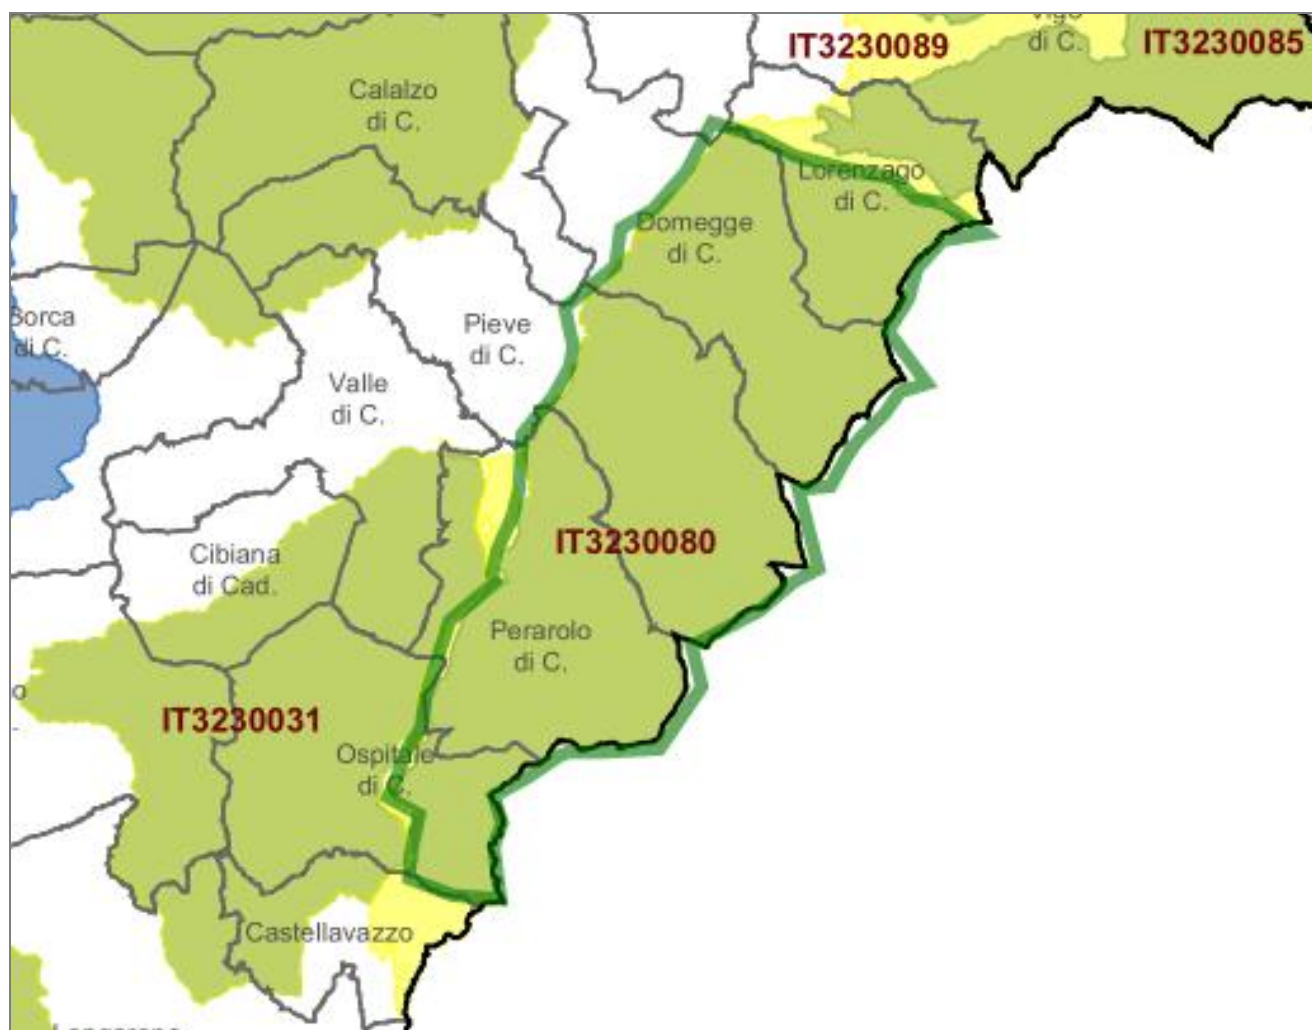 Vigo
di C.
IT3230089
IT3230085
Calalzo
di C.
Lorenzago
di C.
Domegge
di C.
Borca
di C.
Pieve
di C.
Valle
di C.
IT3230080
Cibiana
di Cad.
Perarolo
di C.
o
IT3230031
Ospitale
di C.
Castellavazzo